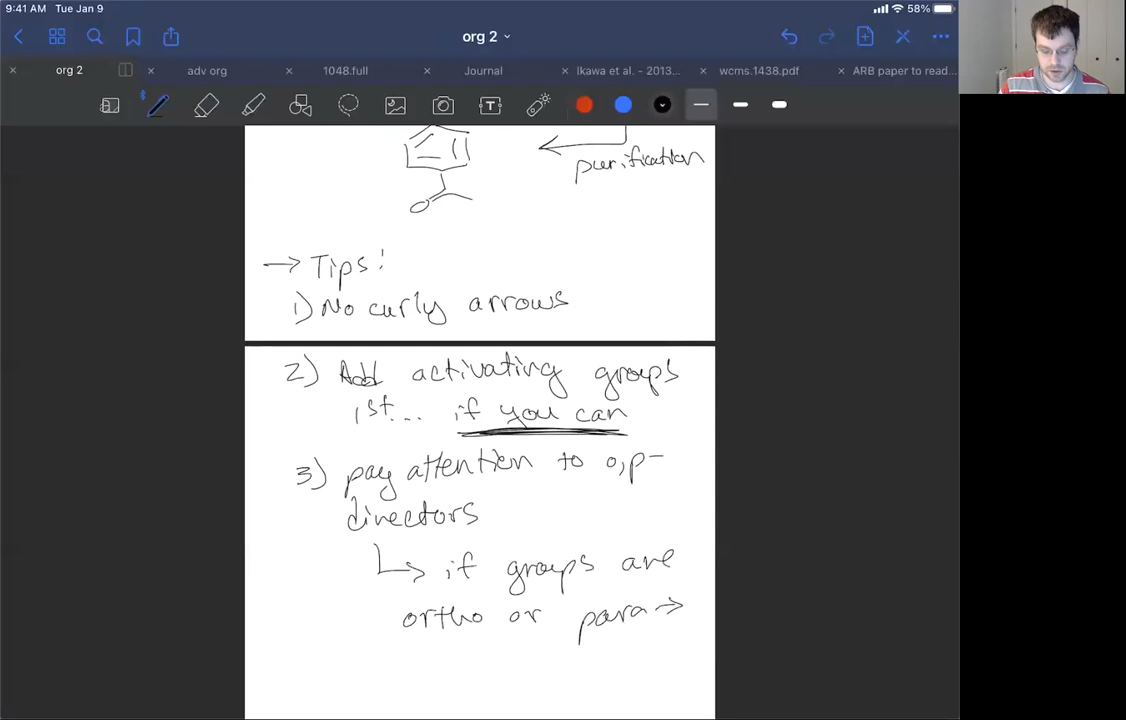 9:41 AM Tue Jan 9
58%
org 2
org 2
adv org
1048.full
Journal
Ikawa et al. - 2013...
wcms.1438.pdf
ARB paper to read...
purification
O
→ Tips!
1) No curly arrows
2) Add activating groups
1st... if you can
3) pay attention to o,p-
directors
↳ if groups are
ortho or para →